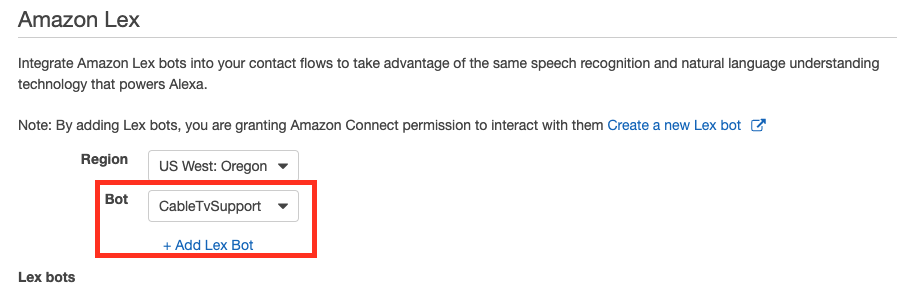 Amazon Lex
Integrate Amazon Lex bots into your contact flows to take advantage of the same speech recognition and natural language understanding
technology that powers Alexa.
Note: By adding Lex bots, you are granting Amazon Connect permission to interact with them Create a new Lex bot
Region US West: Oregon
Bot CableTvSupport
+ Add Lex Bot
Lex bots